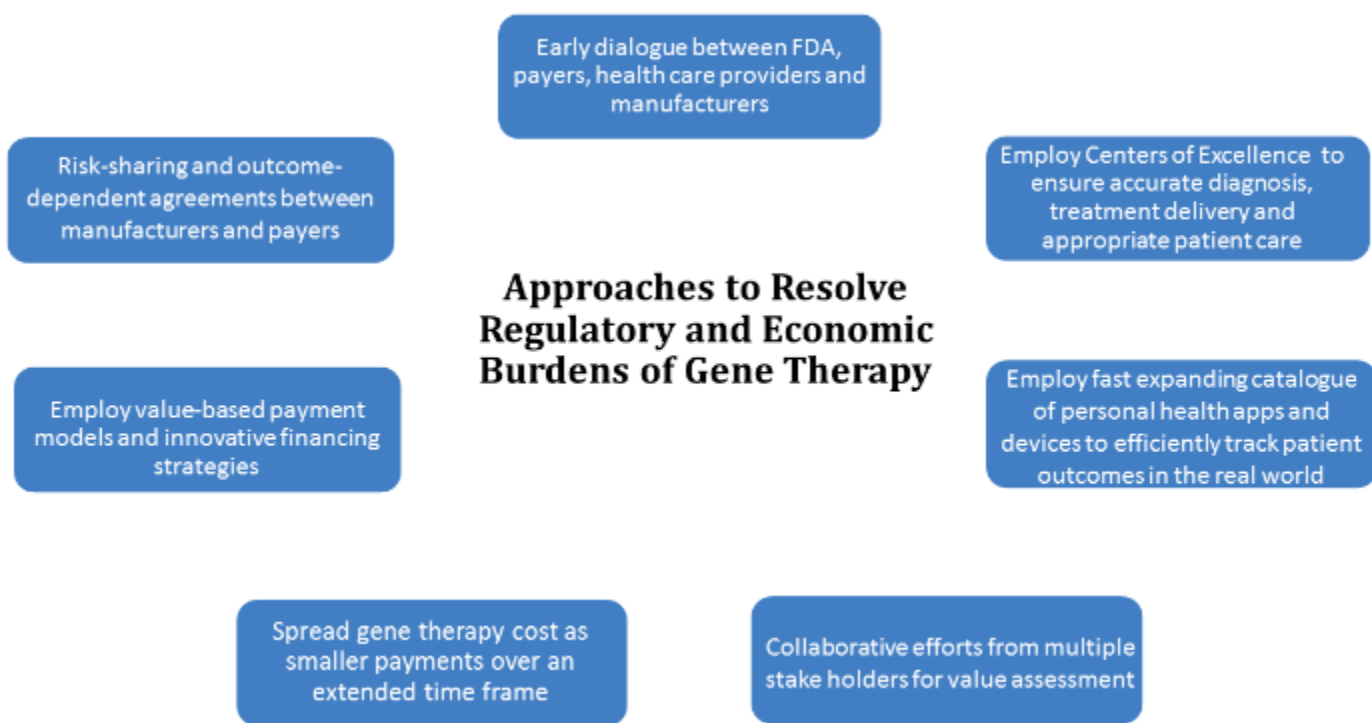 Early dialogue between FDA,
payers, health care providers and
manufacturers
Risk-sharing and outcome-
dependent agreements between
manufacturers and payers
Employ Centers of Excellence to
ensure accurate diagnosis,
treatment delivery and
appropriate patient care
Approaches to Resolve
Regulatory and Economic
Burdens of Gene Therapy
Employ value-based payment
models and innovative financing
strategies
Employ fast expanding catalogue
of personal health apps and
devices to efficiently track patient
outcomes in the real world
Spread gene therapy cost as
smaller payments over an
extended time frame
Collaborative efforts from multiple
stake holders for value assessment